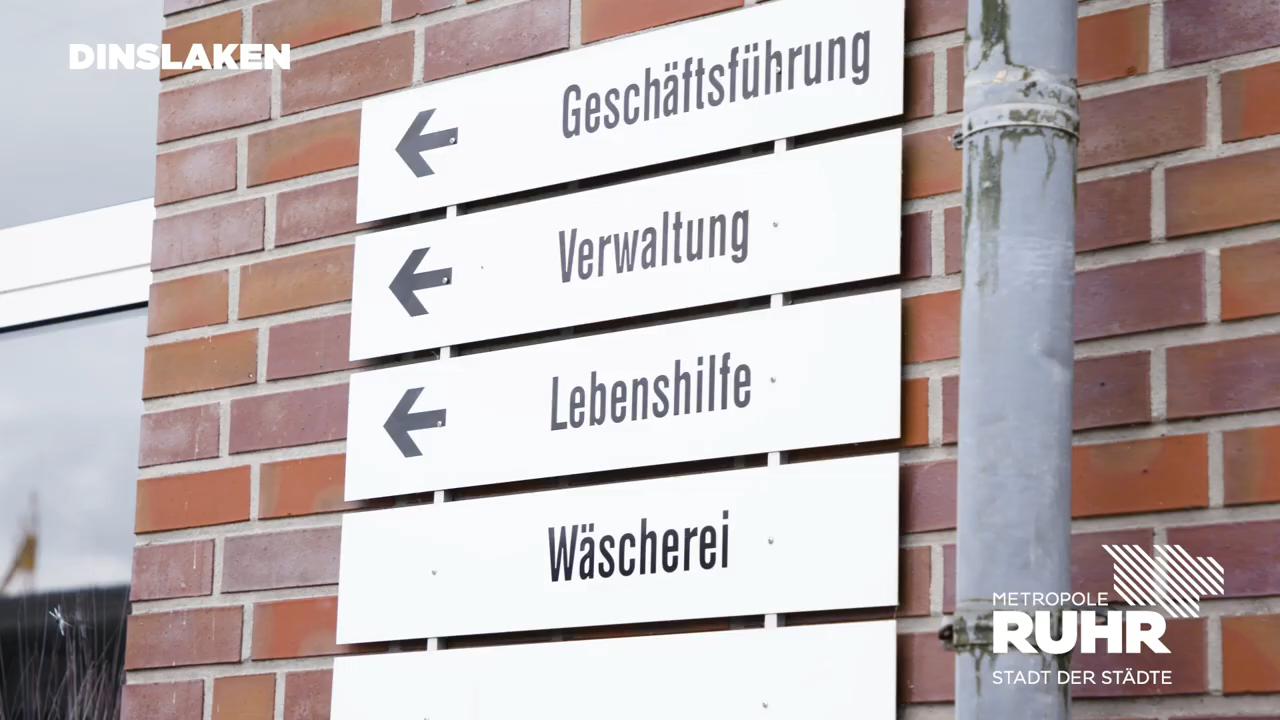 DINSLAKEN
Geschäftsführung
Verwaltung
Lebenshilfe
Wäscherei
METROPOLE
RUHR
STADT DER STÄDTE